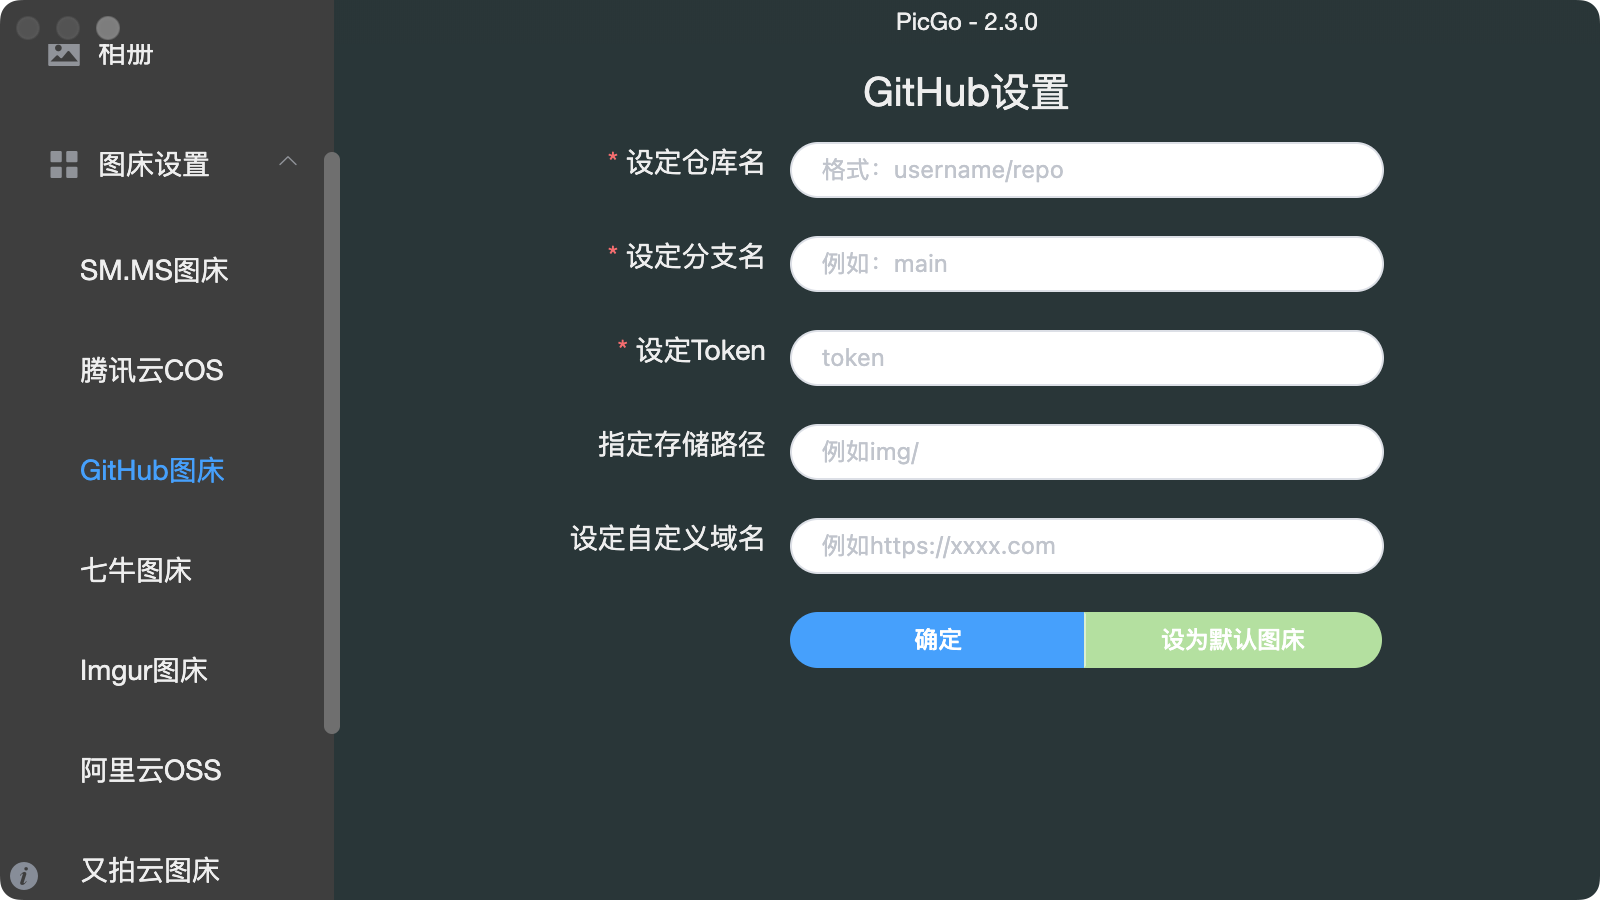 PicGo - 2.3.0
相册
图床设置
SM.MS图床
腾讯云COS
GitHub图床
七牛图床
Imgur图床
阿里云OSS
又拍云图床
GitHub设置
* 设定仓库名
格式：username/repo
* 设定分支名
例如：main
* 设定Token
token
指定存储路径
例如img/
设定自定义域名
例如https://xxxx.com
确定
设为默认图床